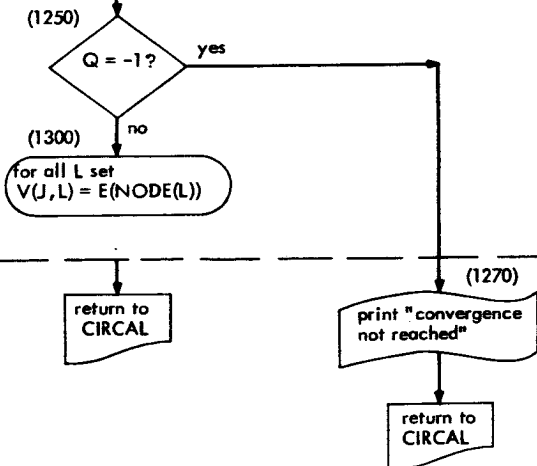 (1250)
Q = -1?
yes
no
(1300)
for all L set
V(J,L) = E(NODE(L))
(1270)
return to
CIRCAL
print "convergence
not reached"
return to
CIRCAL